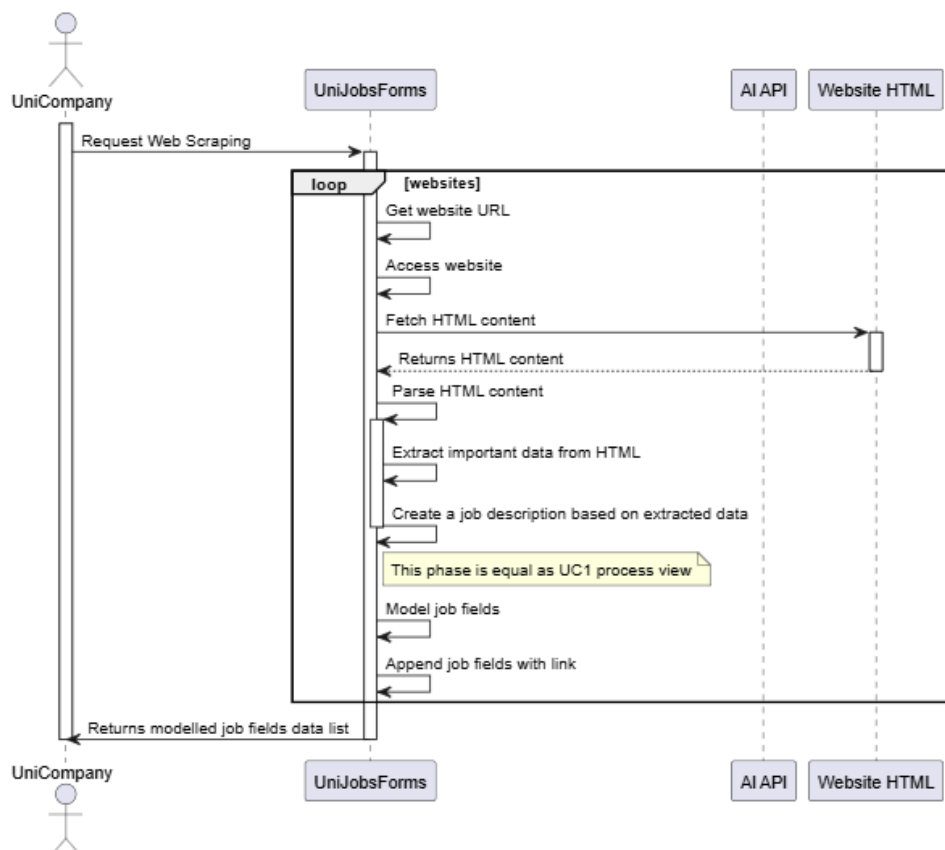 UniCompany
UniJobsForms
AI API
Website HTML
Request Web Scraping
loop
[websites]
Get website URL
Access website
Fetch HTML content
Returns HTML content
Parse HTML content
Extract important data from HTML
Create a job description based on extracted data
This phase is equal as UC1 process view
Model job fields
Append job fields with link
Returns modelled job fields data list
UniCompany
UniJobsForms
AI API
Website HTML